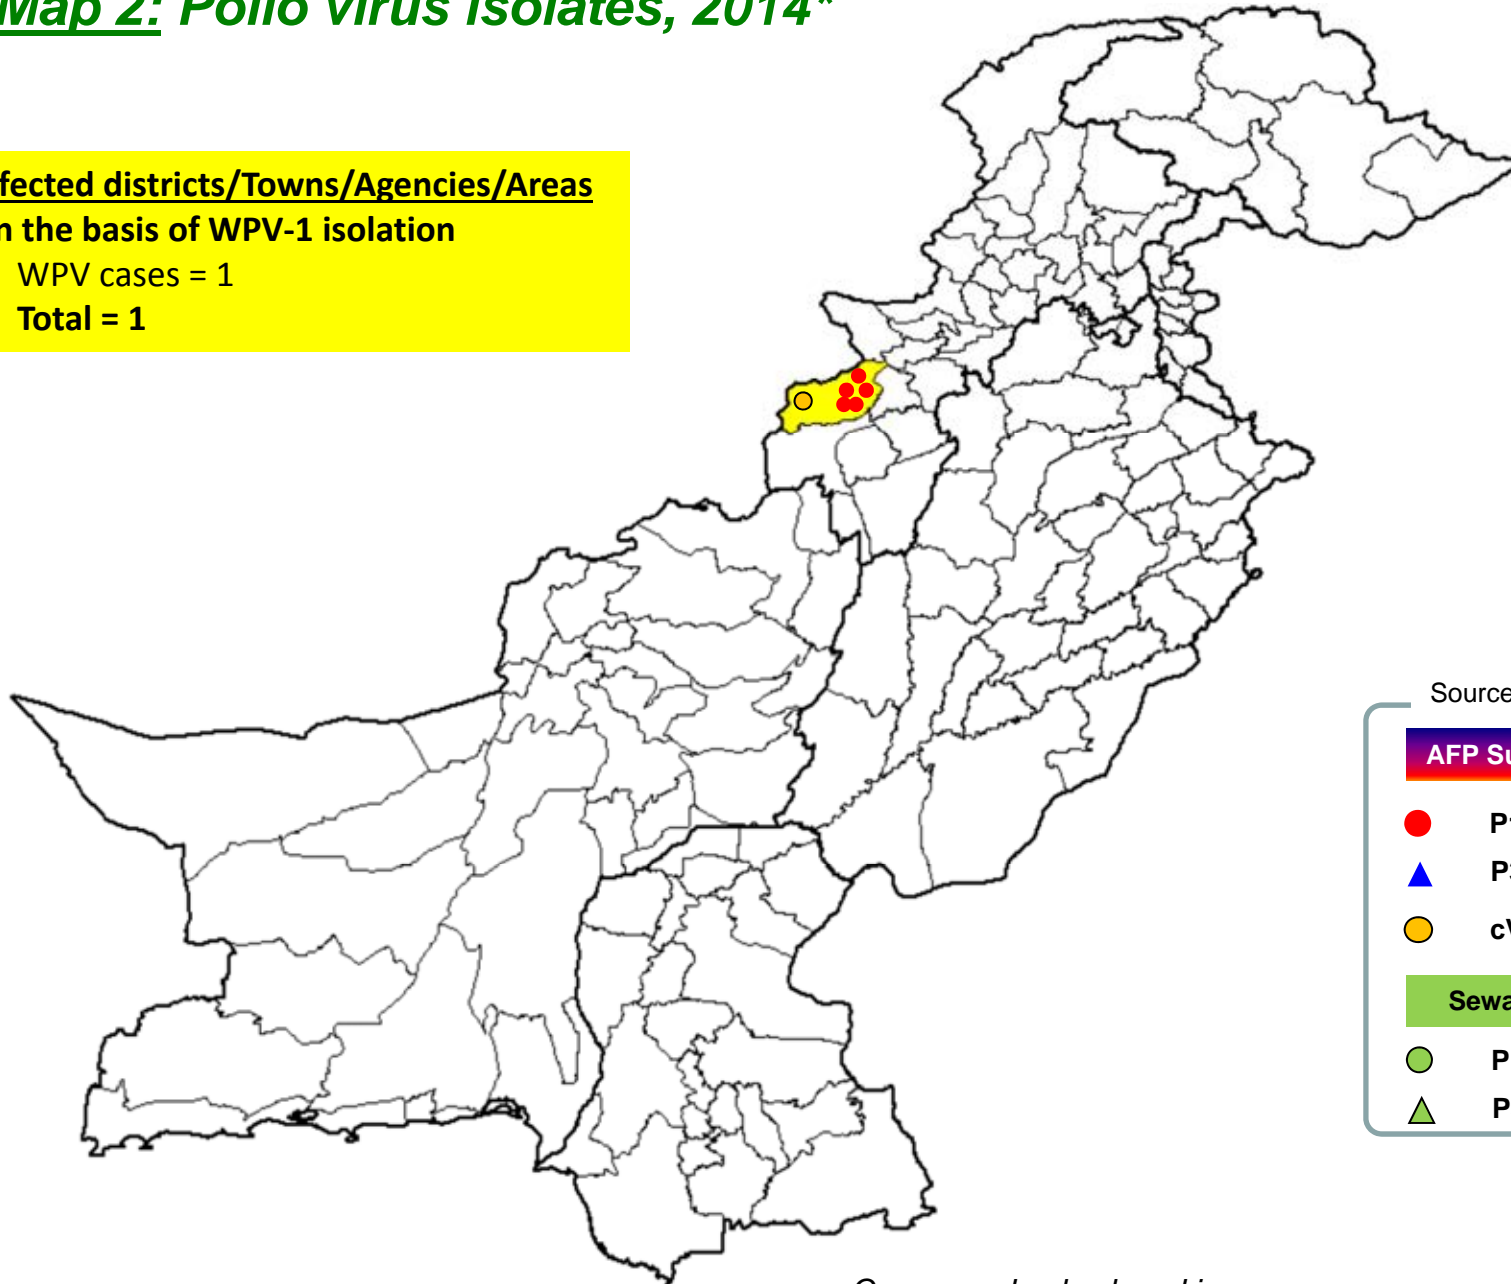 Map 2: Polio virus isolates, 2014*
fected districts/Towns/Agencies/Areas
n the basis of WPV-1 isolation
WPV cases = 1
Total = 1
Source
AFP Su
P
P
cV
Sewa
P
P